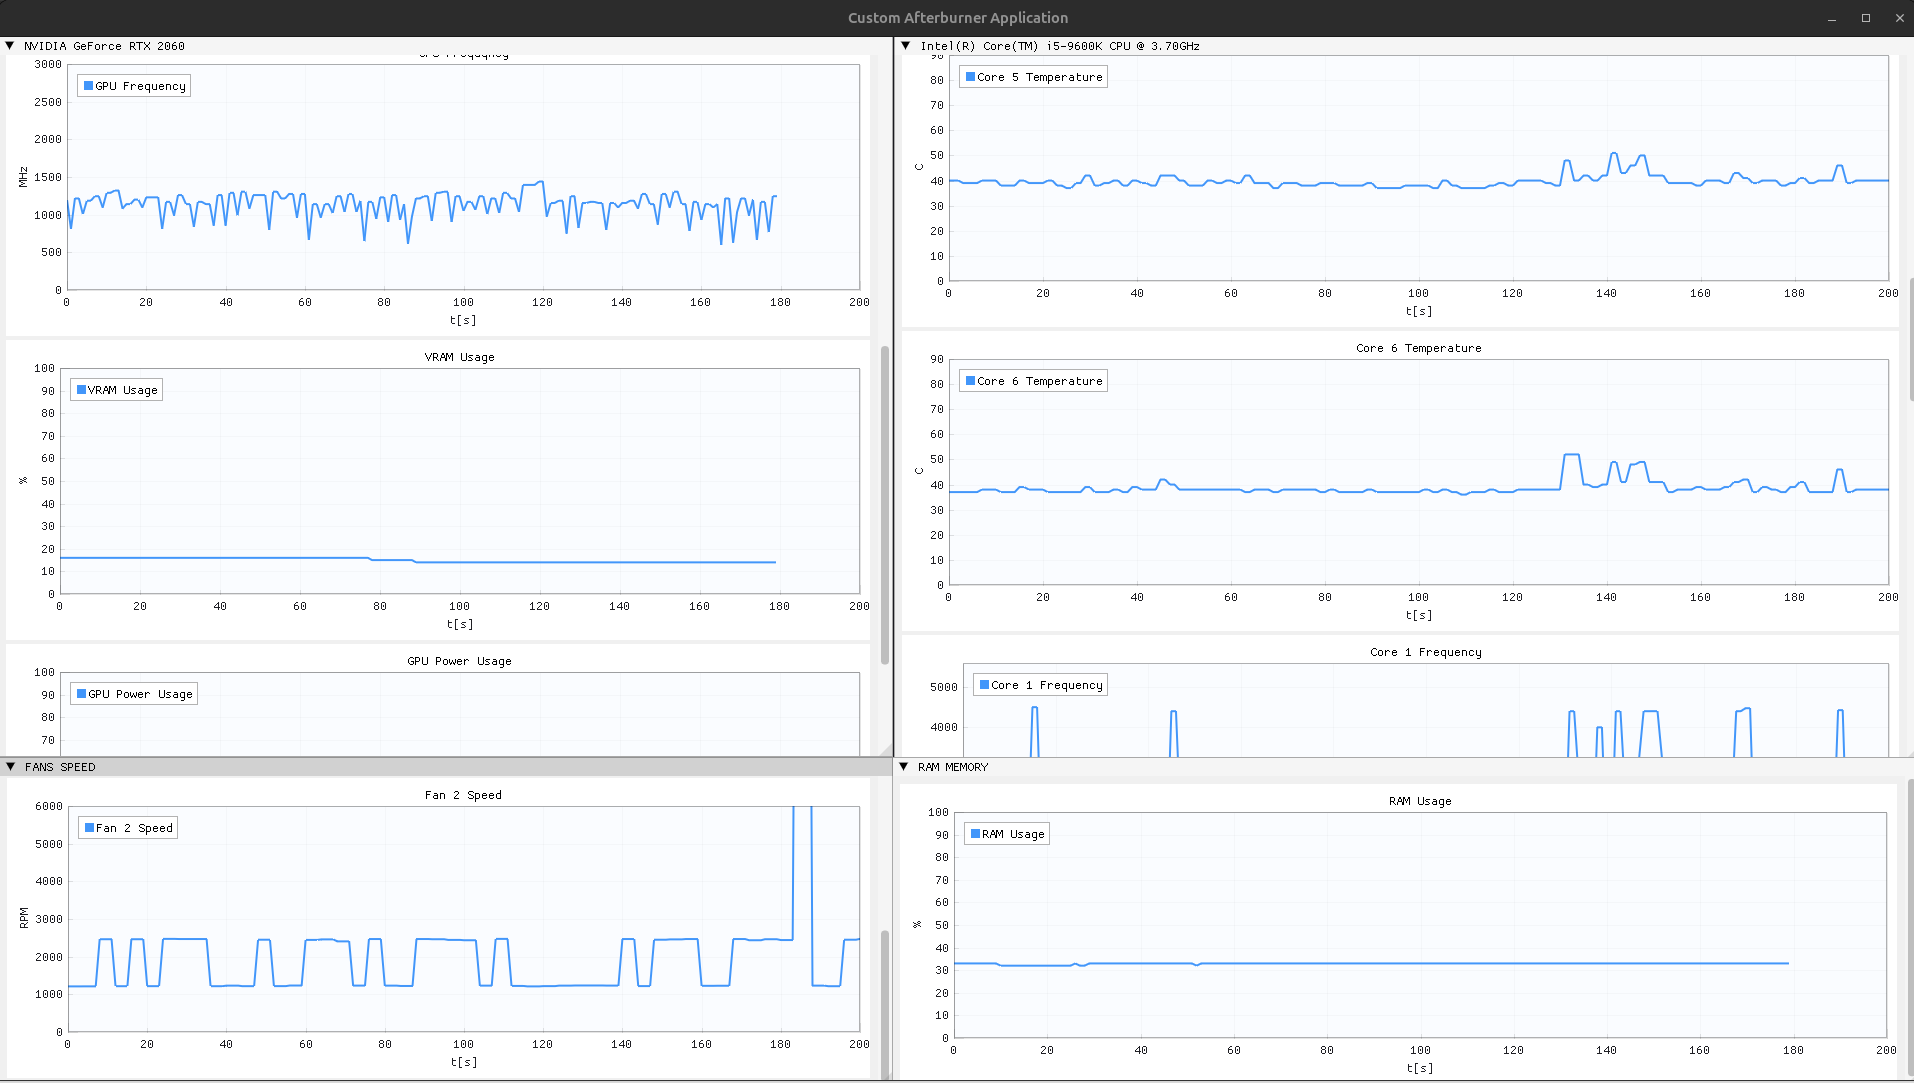 Custom Afterburner Application
NVIDIA GeForce RTX 2060
GPU Frequency
3000
2500
2000
1500
1000
500
0
MHz
GPU Frequency
0 20 40 60 80 100 120 140 160 180 200
t[s]
VRAM Usage
100
90
80
70
60
50
40
30
20
10
0
%
VRAM Usage
0 20 40 60 80 100 120 140 160 180 200
t[s]
GPU Power Usage
100
90
80
70
GPU Power Usage
Intel(R) Core(TM) i5-9600K CPU @ 3.70GHz
90
80
70
60
50
40
30
20
10
0
C
Core 5 Temperature
0 20 40 60 80 100 120 140 160 180 200
t[s]
Core 6 Temperature
90
80
70
60
50
40
30
20
10
0
C
Core 6 Temperature
0 20 40 60 80 100 120 140 160 180 200
t[s]
Core 1 Frequency
5000
4000
Core 1 Frequency
FANS SPEED
Fan 2 Speed
6000
5000
4000
3000
2000
1000
0
RPM
Fan 2 Speed
0 20 40 60 80 100 120 140 160 180 200
t[s]
RAM MEMORY
RAM Usage
100
90
80
70
60
50
40
30
20
10
0
%
RAM Usage
0 20 40 60 80 100 120 140 160 180 200
t[s]